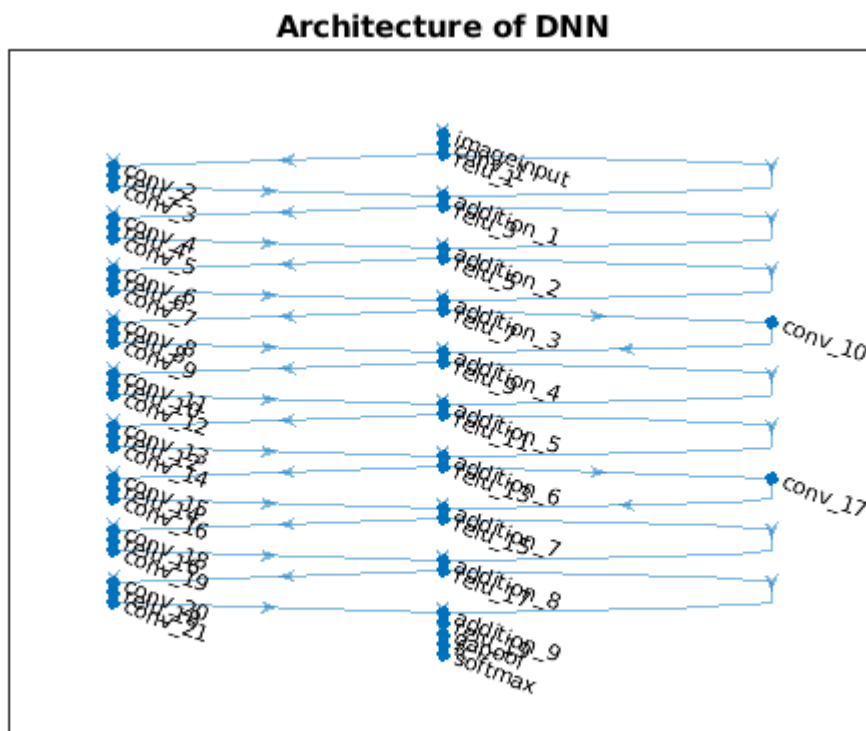 Architecture of DNN
imageinput
relu_1
conv_2
conv_3
addition_1
relu_3
conv_4
conv_5
addition_2
relu_5
conv_6
conv_7
addition_3
relu_7
conv_10
conv_8
conv_9
addition_4
relu_9
conv_11
conv_12
addition_5
relu_11
conv_13
conv_14
addition_6
relu_13
conv_17
conv_15
conv_16
addition_7
relu_15
conv_18
conv_19
addition_8
relu_17
conv_20
conv_21
addition_9
softmax